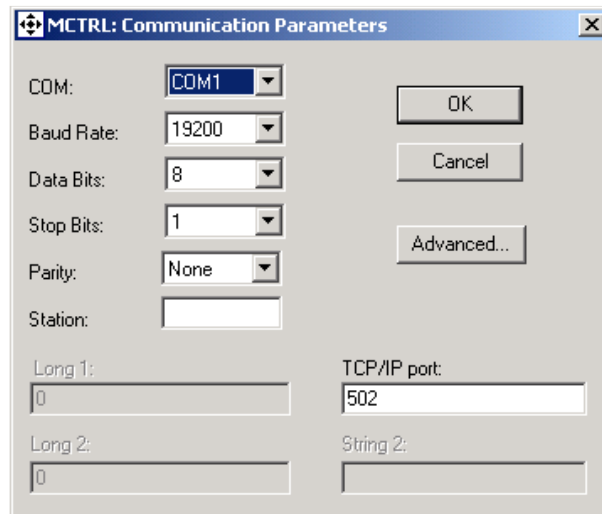 MCTRL: Communication Parameters
COM: COM1
OK
Baud Rate: 19200
Data Bits: 8
Cancel
Stop Bits: 1
Advanced...
Parity: None
Station:
Long 1: TCP/IP port:
0 502
Long 2: String 2:
0